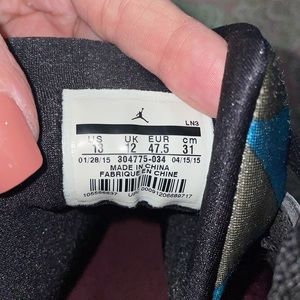 LN3
US UK EUR cm
13 12 47.5 31
01/28/15 304775-034 04/15/15
MADE IN CHINA
FABRIQUE EN CHINE